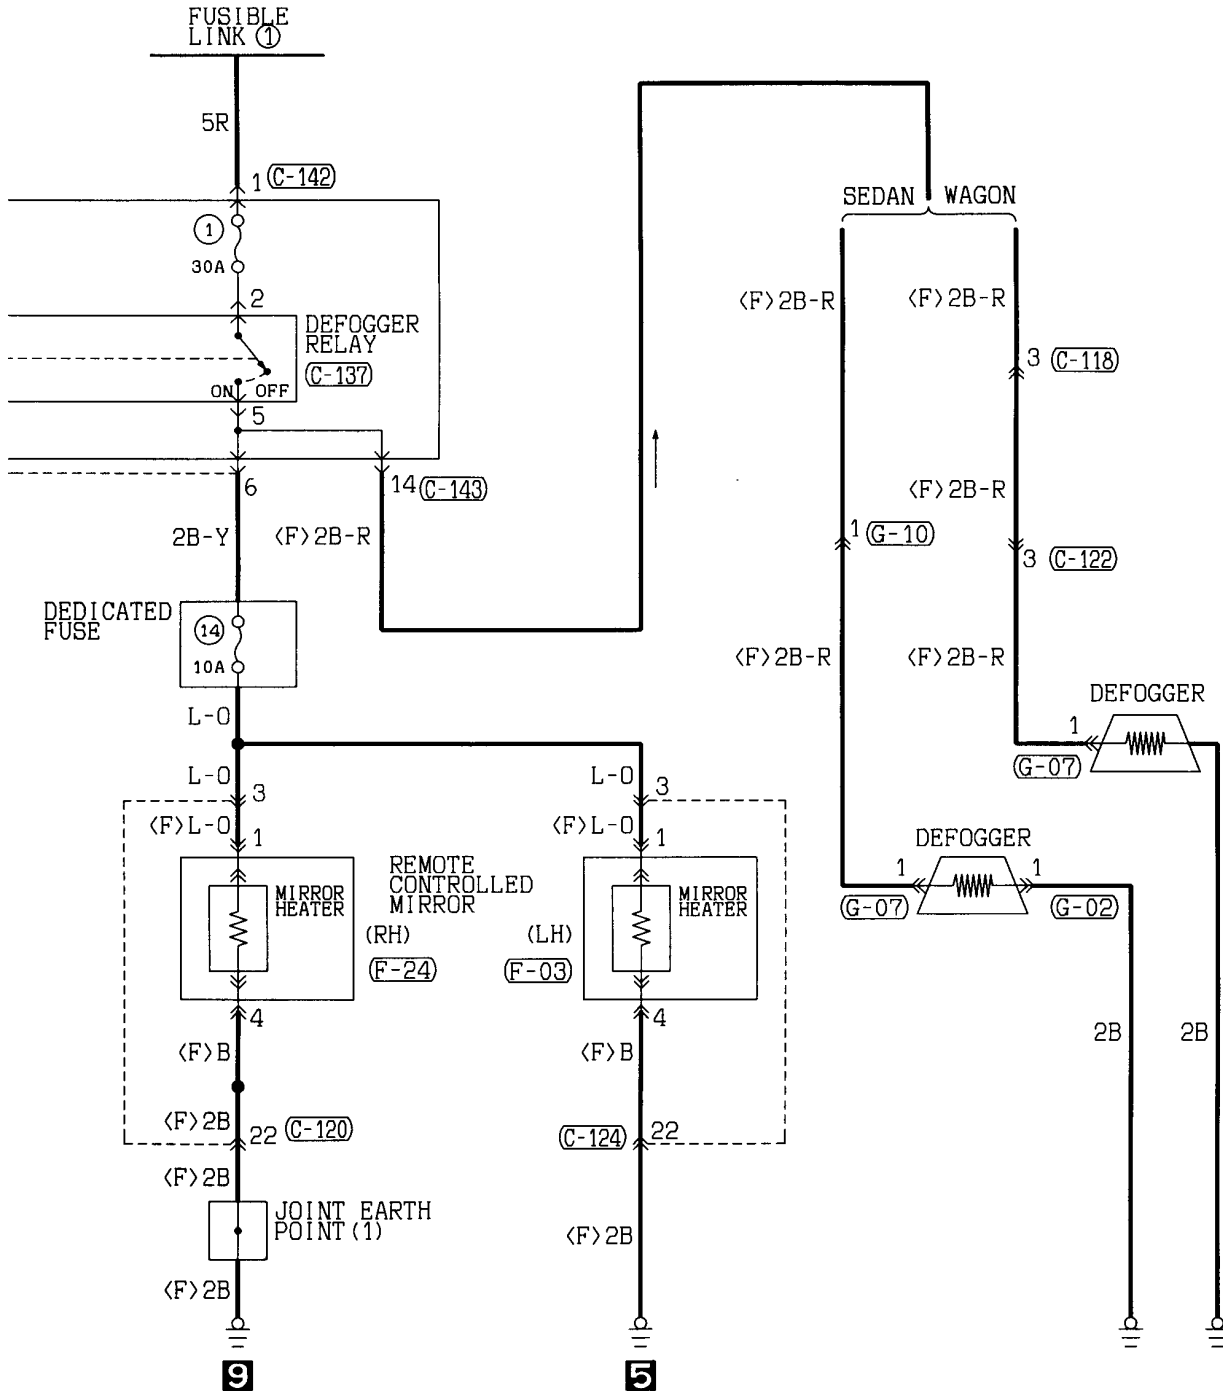 FUSIBLE
LINK ①
5R
1 (C-142)
①
30A
2
DEFOGGER
RELAY
(C-137)
ON OFF
5
6
14 (C-143)
2B-Y
<F>2B-R
DEDICATED
FUSE
⑭
10A
L-O
L-O
3
<F>L-O
1
MIRROR
HEATER
REMOTE
CONTROLLED
MIRROR
(RH)
(F-24)
4
<F>B
<F>2B
22 (C-120)
<F>2B
JOINT EARTH
POINT(1)
<F>2B
9
L-O
3
<F>L-O
1
MIRROR
HEATER
(LH)
(F-03)
4
<F>B
(C-124) 22
<F>2B
5
SEDAN WAGON
<F>2B-R
<F>2B-R
3 (C-118)
<F>2B-R
1 (G-10)
3 (C-122)
<F>2B-R
<F>2B-R
DEFOGGER
1
(G-07)
DEFOGGER
1
1
(G-07)
(G-02)
2B
2B